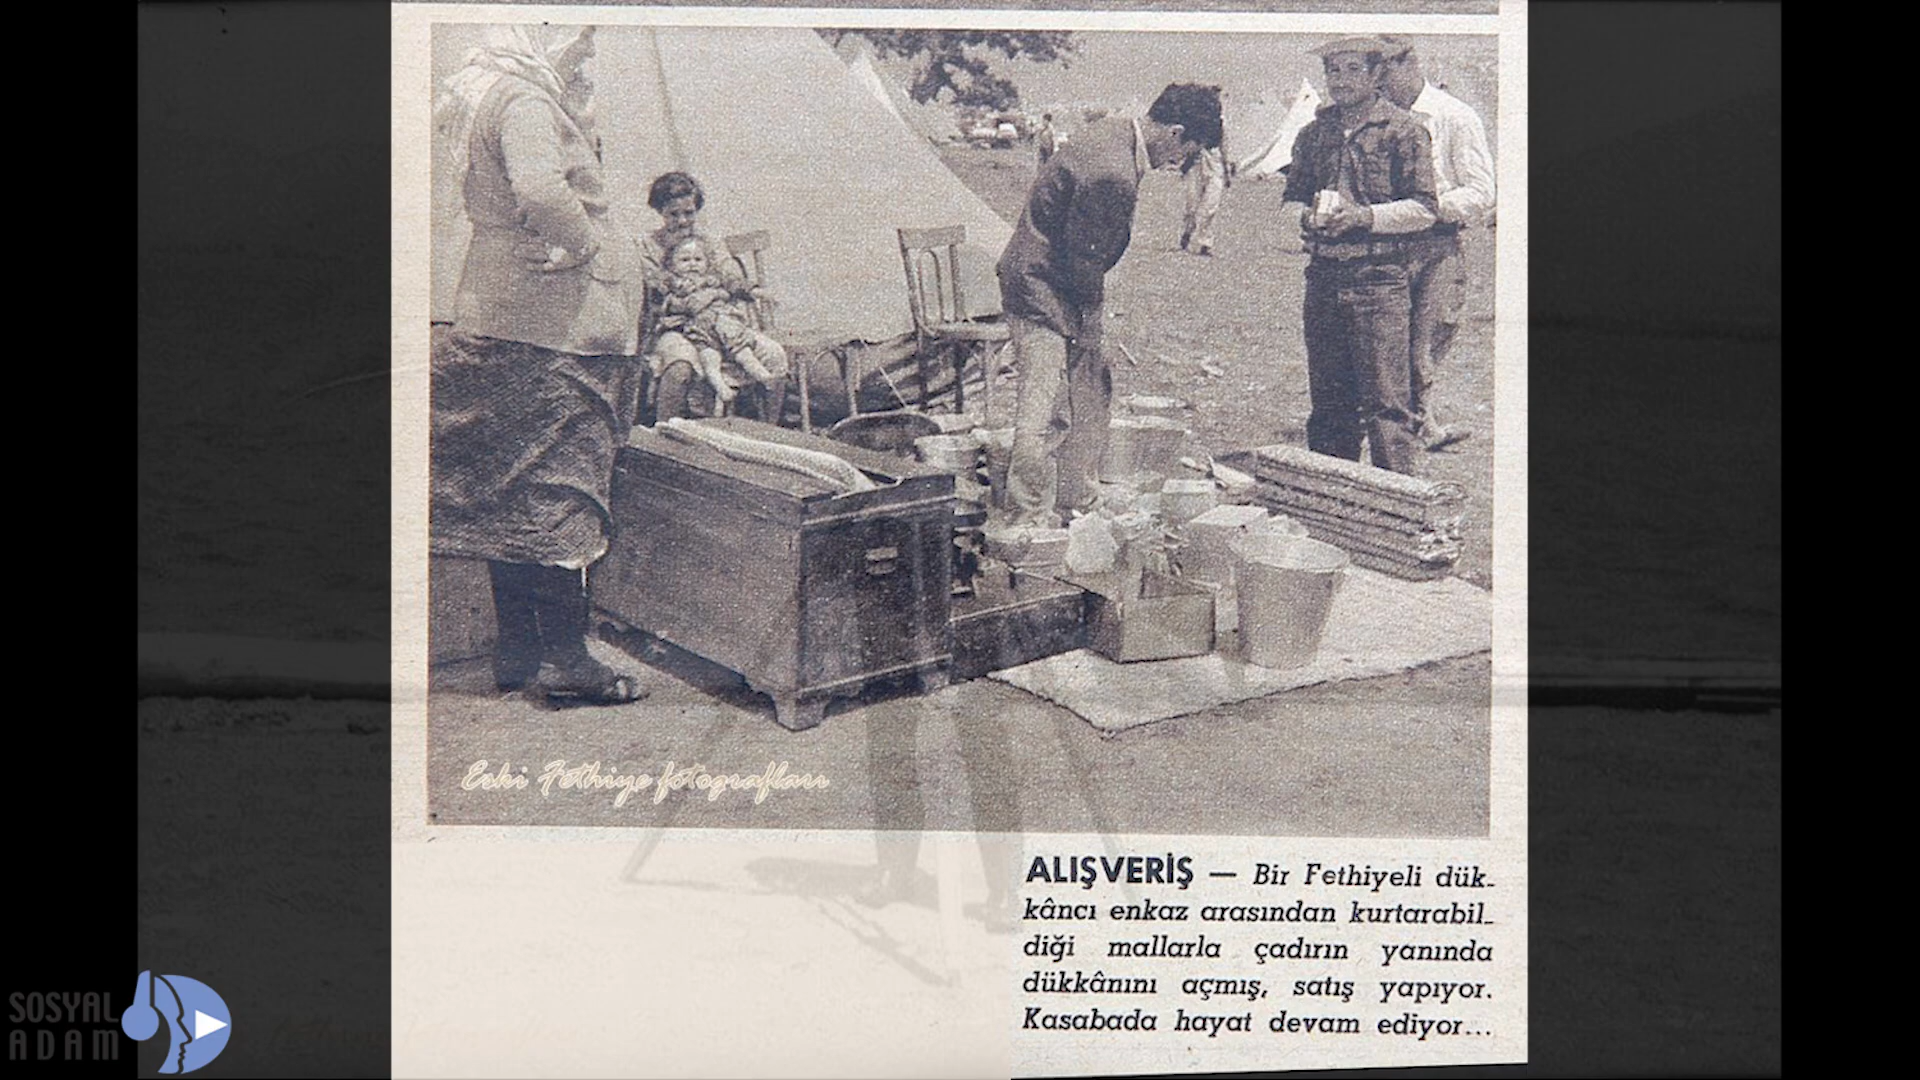 Eski Fethiye fotografları
ALIŞVERİŞ — Bir Fethiyeli dük-
kâncı enkaz arasından kurtarabil-
diği mallarla çadırın yanında
dükkânını açmış, satış yapıyor.
Kasabada hayat devam ediyor...
SOSYAL
ADAM